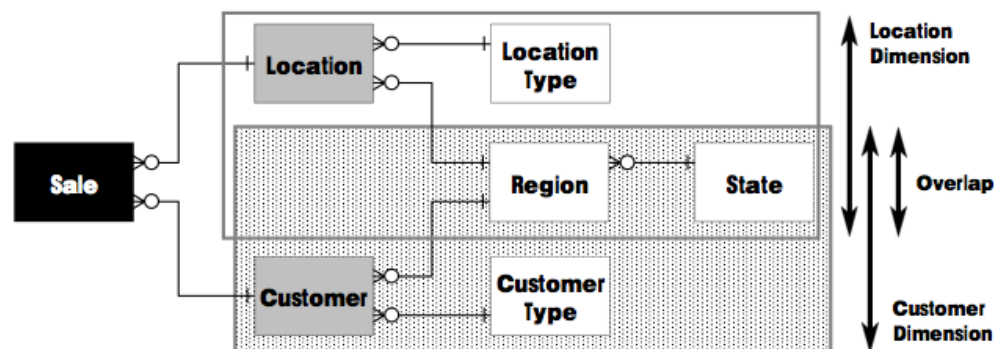 Location
Location
Type
Location
Dimension
Sale
Region
State
Overlap
Customer
Customer
Type
Customer
Dimension